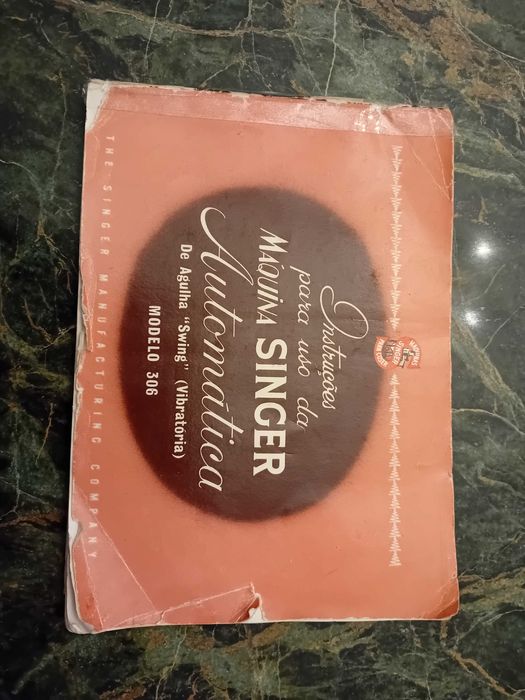 Instruções
para uso da
MÁQUINA SINGER
Automática
De Agulha "Swing" (Vibratória)
MODELO 306
THE SINGER MANUFACTURING COMPANY